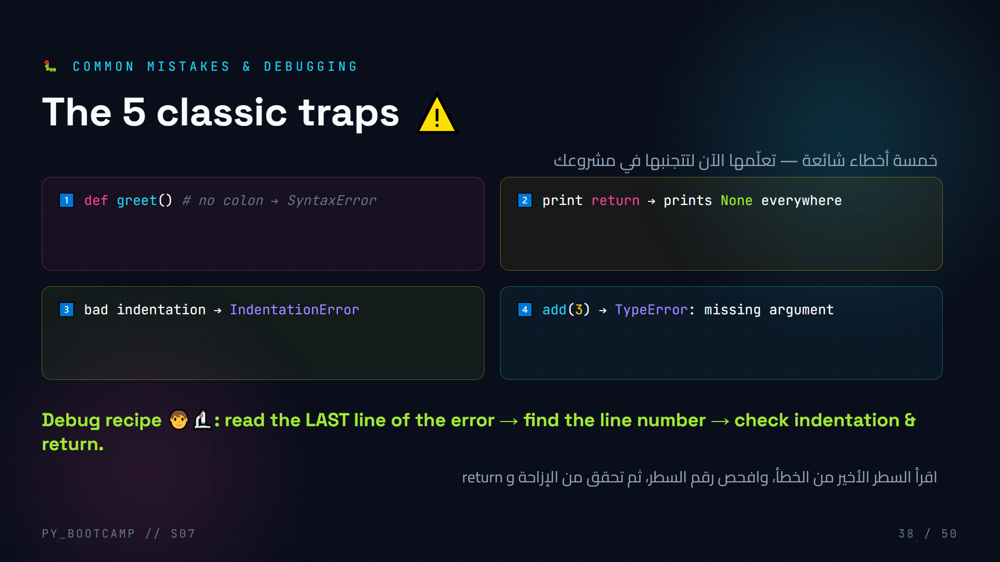 🐛 COMMON MISTAKES & DEBUGGING
The 5 classic traps ⚠️
خمسة أخطاء شائعة — تعلّمها الآن لتتجنبها في مشروعك
1 def greet() # no colon → SyntaxError
2 print return → prints None everywhere
3 bad indentation → IndentationError
4 add(3) → TypeError: missing argument
Debug recipe 🧑‍🔬: read the LAST line of the error → find the line number → check indentation &
return.
اقرأ السطر الأخير من الخطأ، وافحص رقم السطر، ثم تحقق من الإزاحة و return
PY_BOOTCAMP // S07
38 / 50